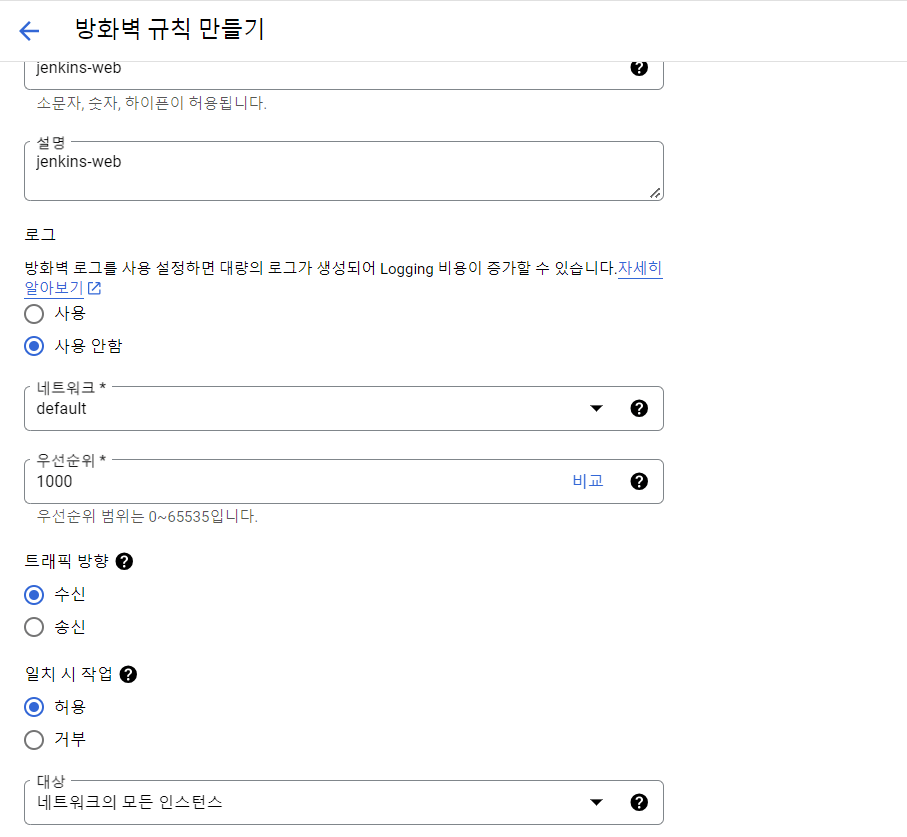 방화벽 규칙 만들기
jenkins-web
소문자, 숫자, 하이픈이 허용됩니다.
설명
jenkins-web
로그
방화벽 로그를 사용 설정하면 대량의 로그가 생성되어 Logging 비용이 증가할 수 있습니다.자세히
알아보기
사용
사용 안함
네트워크 *
default
우선순위 *
1000 비교
우선순위 범위는 0~65535입니다.
트래픽 방향
수신
송신
일치 시 작업
허용
거부
대상
네트워크의 모든 인스턴스